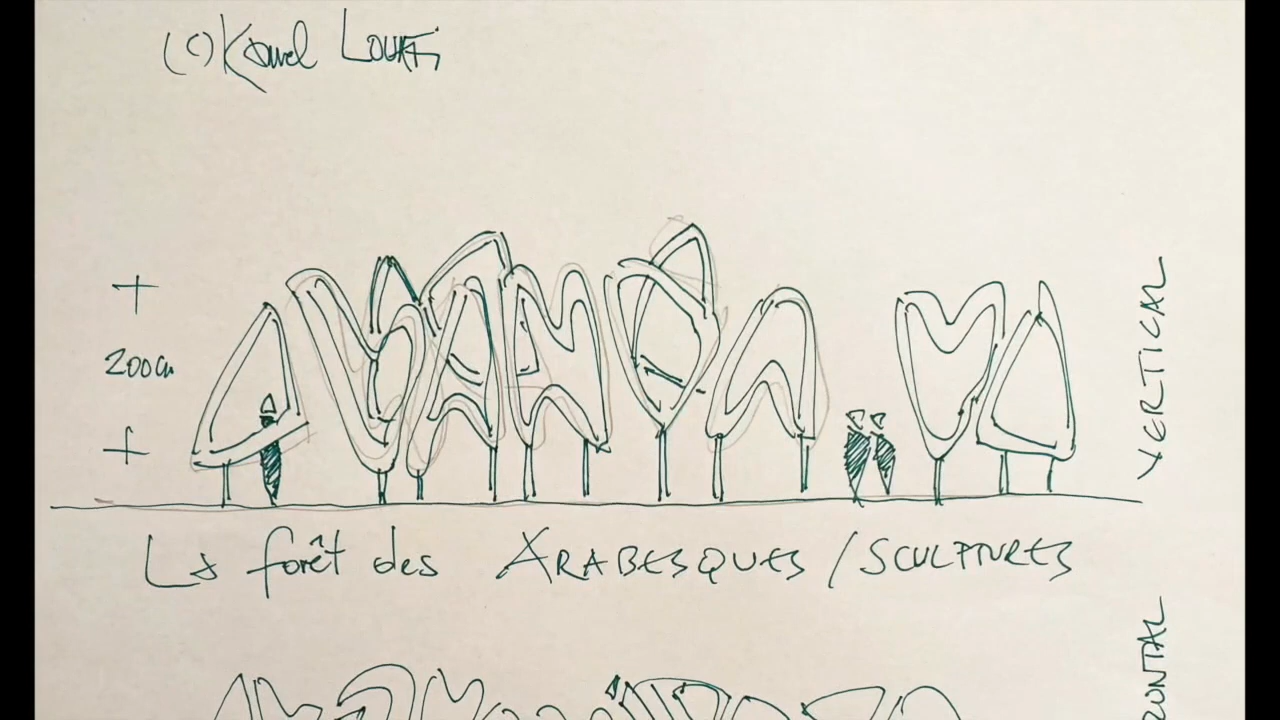 (C) Kamel LOUAFI
+
200cm
+
VERTICAL
La forêt des ARABESQUES / SCULPTURES